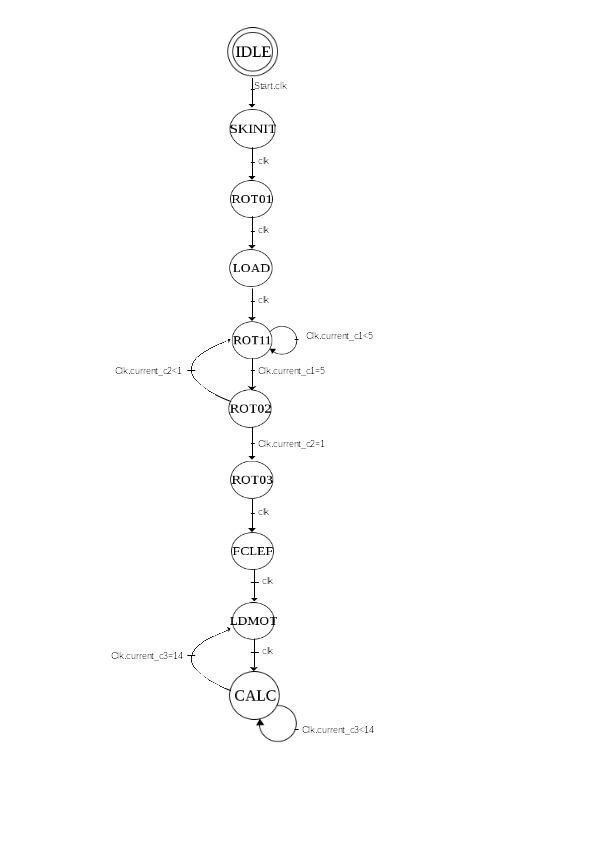 IDLE
Start.clk
SKINIT
clk
ROT01
clk
LOAD
clk
ROT11
Clk.current_c1<5
Clk.current_c2<1
Clk.current_c1=5
ROT02
Clk.current_c2=1
ROT03
clk
FCLEF
clk
LDMOT
clk
Clk.current_c3=14
CALC
Clk.current_c3<14